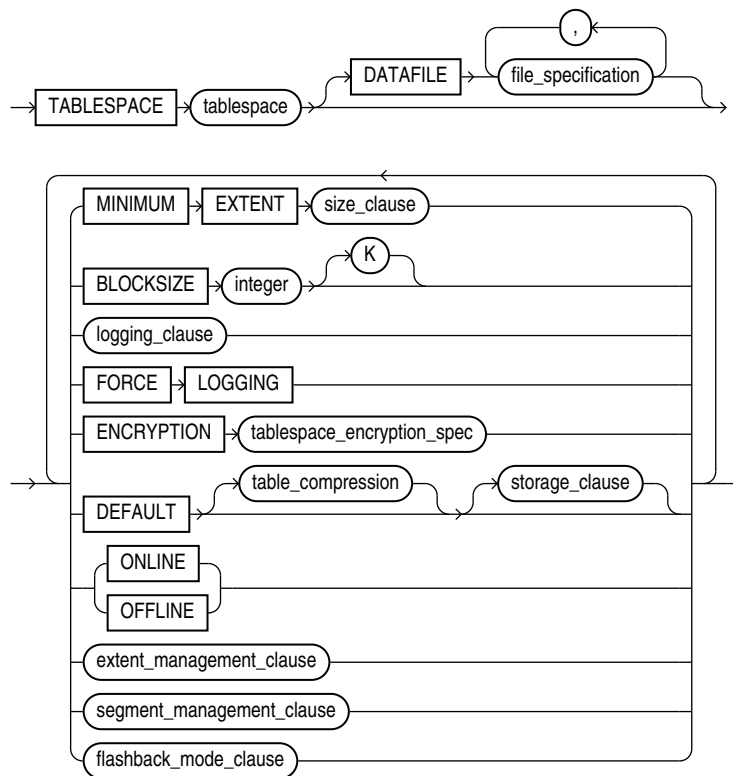 ,
DATAFILE file_specification
TABLESPACE tablespace
MINIMUM EXTENT size_clause
K
BLOCKSIZE integer
logging_clause
FORCE LOGGING
ENCRYPTION tablespace_encryption_spec
table_compression storage_clause
DEFAULT
ONLINE
OFFLINE
extent_management_clause
segment_management_clause
flashback_mode_clause